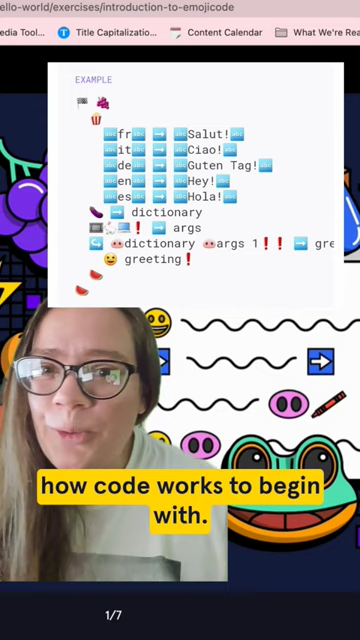 ello-world/exercises/introduction-to-emojicode
edia Tool...
T Title Capitalizatio...
Content Calendar
What We're Rea
EXAMPLE
🏁 🍇
🍿
🔤fr🔤 ➡️ 🔤Salut!🔤
🔤it🔤 ➡️ 🔤Ciao!🔤
🔤de🔤 ➡️ 🔤Guten Tag!🔤
🔤en🔤 ➡️ 🔤Hey!🔤
🔤es🔤 ➡️ 🔤Hola!🔤
🍆 ➡️ dictionary
📟🐇💻❗ ➡️ args
↪️ 🐽dictionary 🐽args 1❗❗ ➡️ gre
😀 greeting❗
🍉
🍉
how code works to begin
with.
1/7